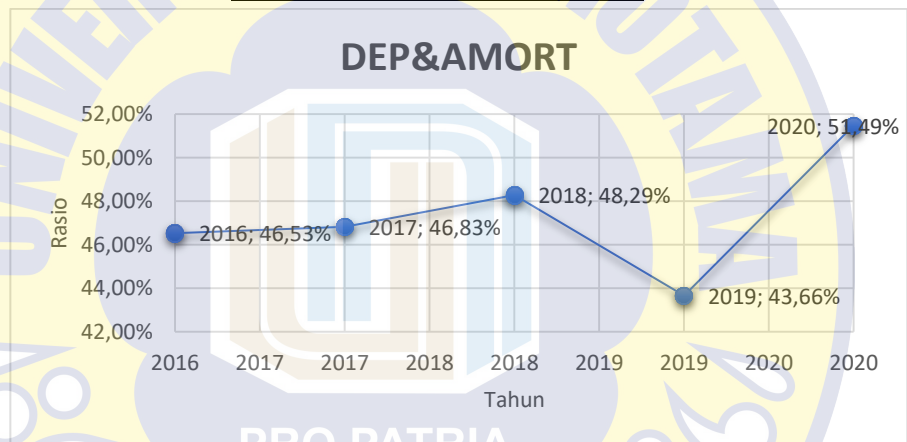 DEP&AMORT
52,00%
50,00%
48,00%
46,00%
44,00%
42,00%
Rasio
2016; 46,53%
2017; 46,83%
2018; 48,29%
2019; 43,66%
2020; 51,49%
2016 2017 2017 2018 2018 2019 2019 2020 2020
Tahun
PRO PATRIA